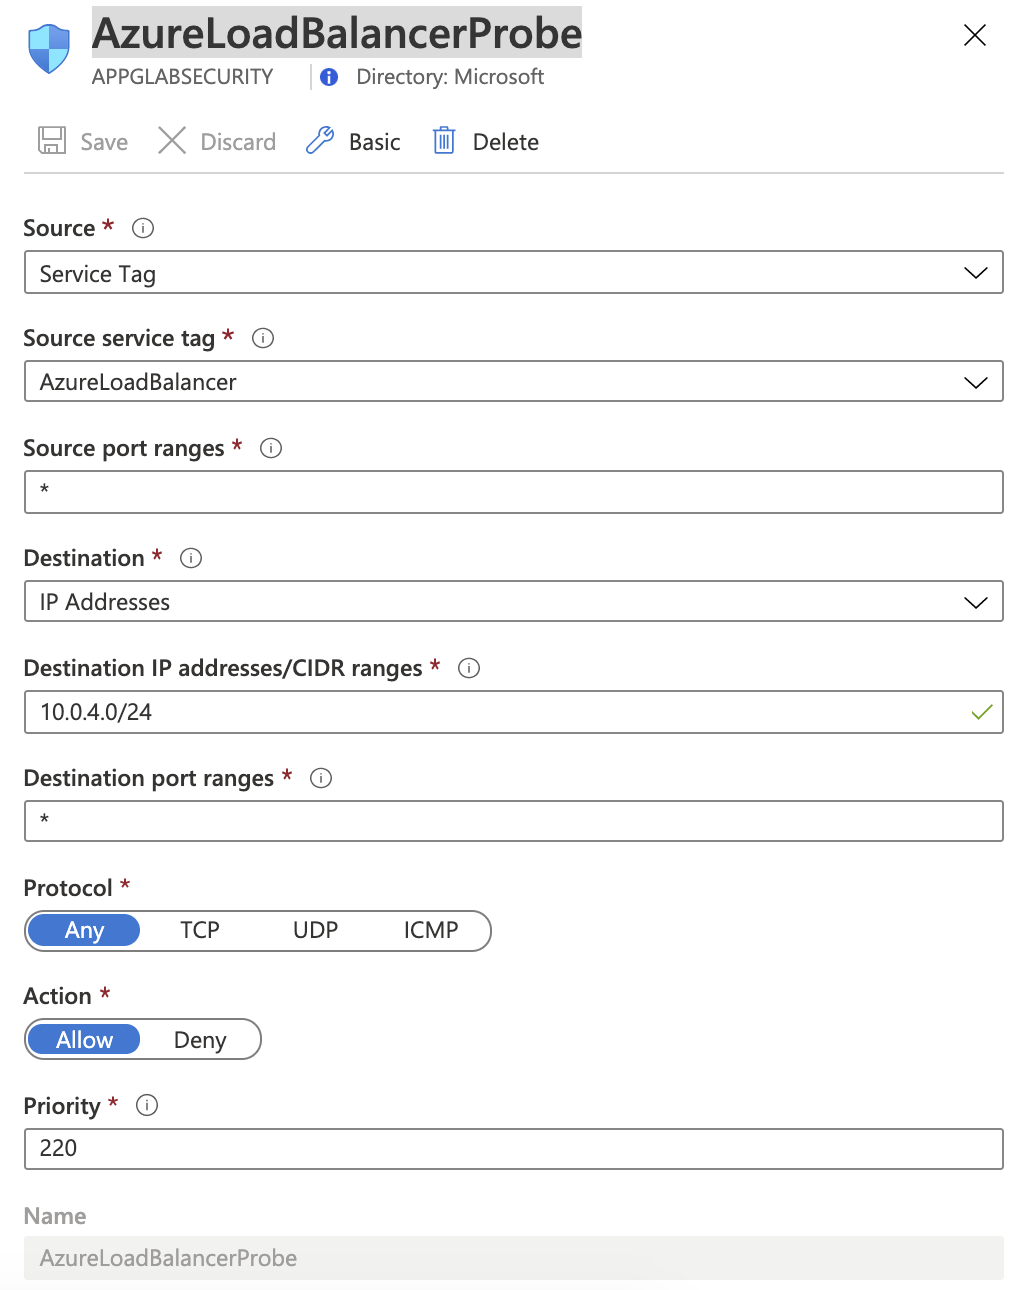 AzureLoadBalancerProbe
APPGLABSECURITY Directory: Microsoft
Save Discard Basic Delete
Source *
Service Tag
Source service tag *
AzureLoadBalancer
Source port ranges *
*
Destination *
IP Addresses
Destination IP addresses/CIDR ranges *
10.0.4.0/24
Destination port ranges *
*
Protocol *
Any TCP UDP ICMP
Action *
Allow Deny
Priority *
220
Name
AzureLoadBalancerProbe